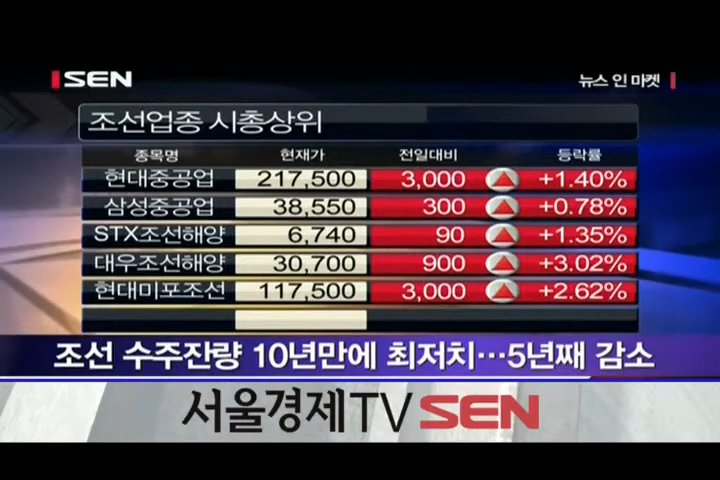 SEN 뉴스 인 마켓
조선업종 시총상위
종목명 현재가 전일대비 등락률
현대중공업 217,500 3,000 +1.40%
삼성중공업 38,550 300 +0.78%
STX조선해양 6,740 90 +1.35%
대우조선해양 30,700 900 +3.02%
현대미포조선 117,500 3,000 +2.62%
조선 수주잔량 10년만에 최저치…5년째 감소
서울경제TV SEN